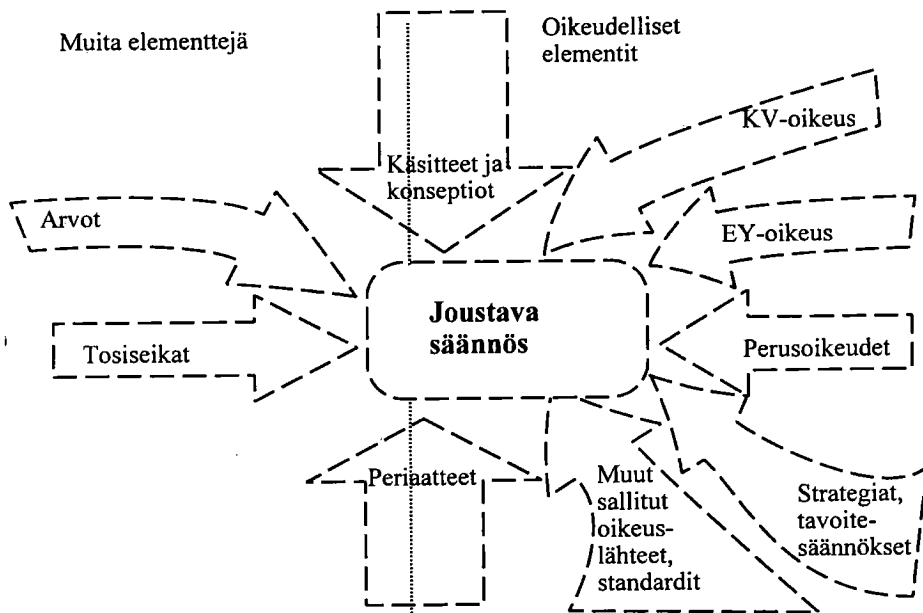 Muita elementtejä
Oikeudelliset
elementit
KV-oikeus
Käsitteet ja
konseptiot
Arvot
EY-oikeus
Joustava
säännös
Tosiseikat
Perusoikeudet
Periaatteet
Muut
sallitut
oikeus-
lähteet,
standardit
Strategiat,
tavoite-
säännökset